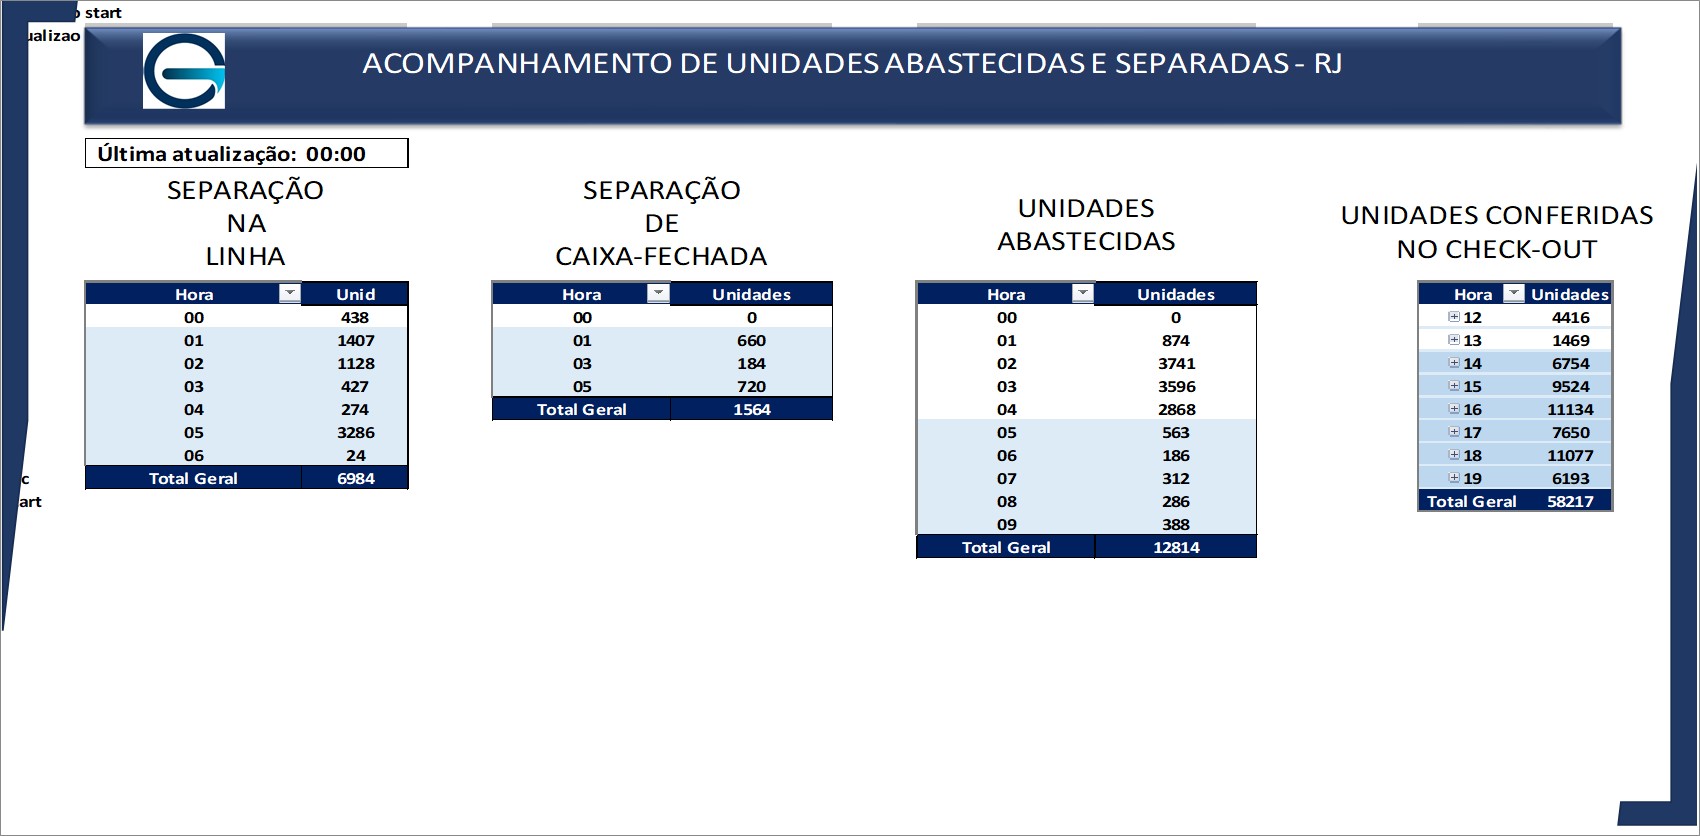 start
ualizao
ACOMPANHAMENTO DE UNIDADES ABASTECIDAS E SEPARADAS - RJ
Última atualização: 00:00
SEPARAÇÃO
NA
LINHA
Hora Unid
00 438
01 1407
02 1128
03 427
04 274
05 3286
06 24
Total Geral 6984
SEPARAÇÃO
DE
CAIXA-FECHADA
Hora Unidades
00 0
01 660
03 184
05 720
Total Geral 1564
UNIDADES
ABASTECIDAS
Hora Unidades
00 0
01 874
02 3741
03 3596
04 2868
05 563
06 186
07 312
08 286
09 388
Total Geral 12814
UNIDADES CONFERIDAS
NO CHECK-OUT
Hora Unidades
12 4416
13 1469
14 6754
15 9524
16 11134
17 7650
18 11077
19 6193
Total Geral 58217
c
art